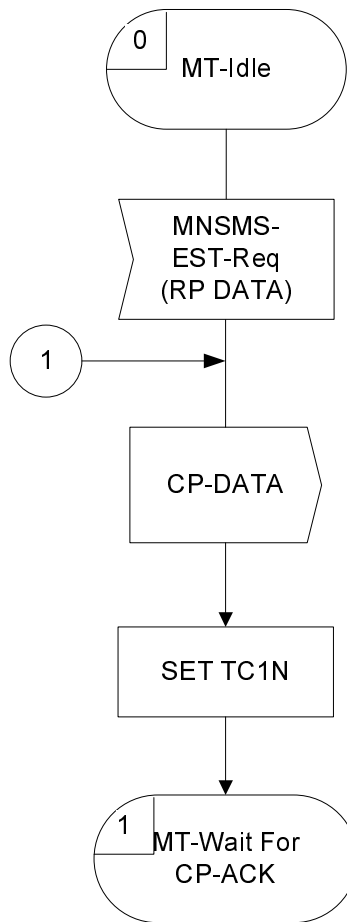 0
MT-Idle
MNSMS-
EST-Req
(RP DATA)
1
CP-DATA
SET TC1N
1
MT-Wait For
CP-ACK